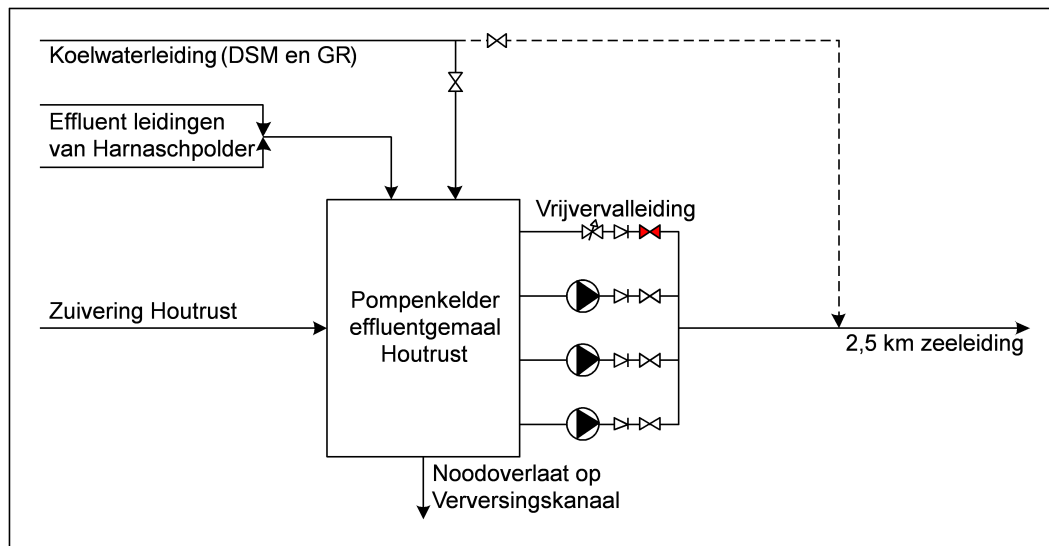 Koelwaterleiding (DSM en GR)
Effluent leidingen
van Harnaschpolder
Vrijvervalleiding
Zuivering Houtrust
Pompenkelder
effluentgemaal
Houtrust
2,5 km zeeleiding
Noodoverlaat op
Verversingskanaal